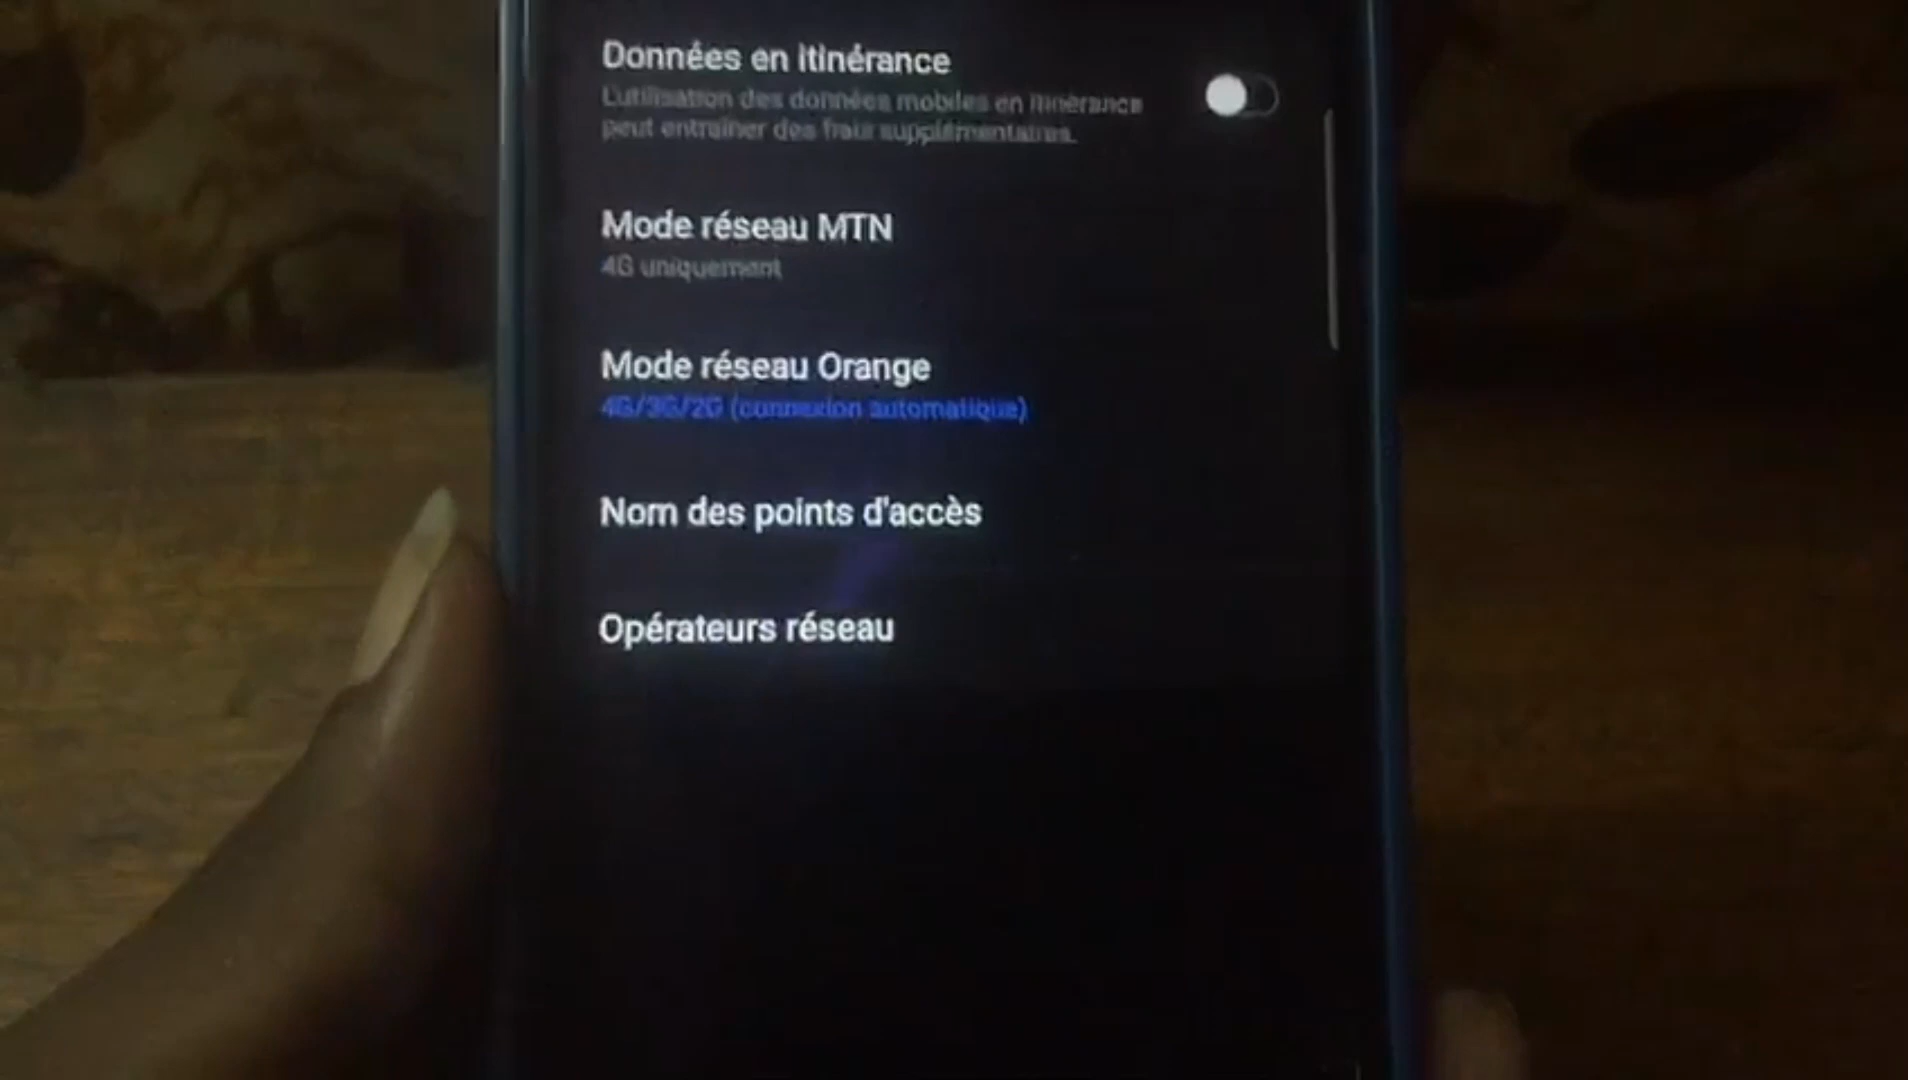 Données en itinérance
L'utilisation des données mobiles en itinérance
peut entraîner des frais supplémentaires.
Mode réseau MTN
4G uniquement
Mode réseau Orange
4G/3G/2G (connexion automatique)
Nom des points d'accès
Opérateurs réseau